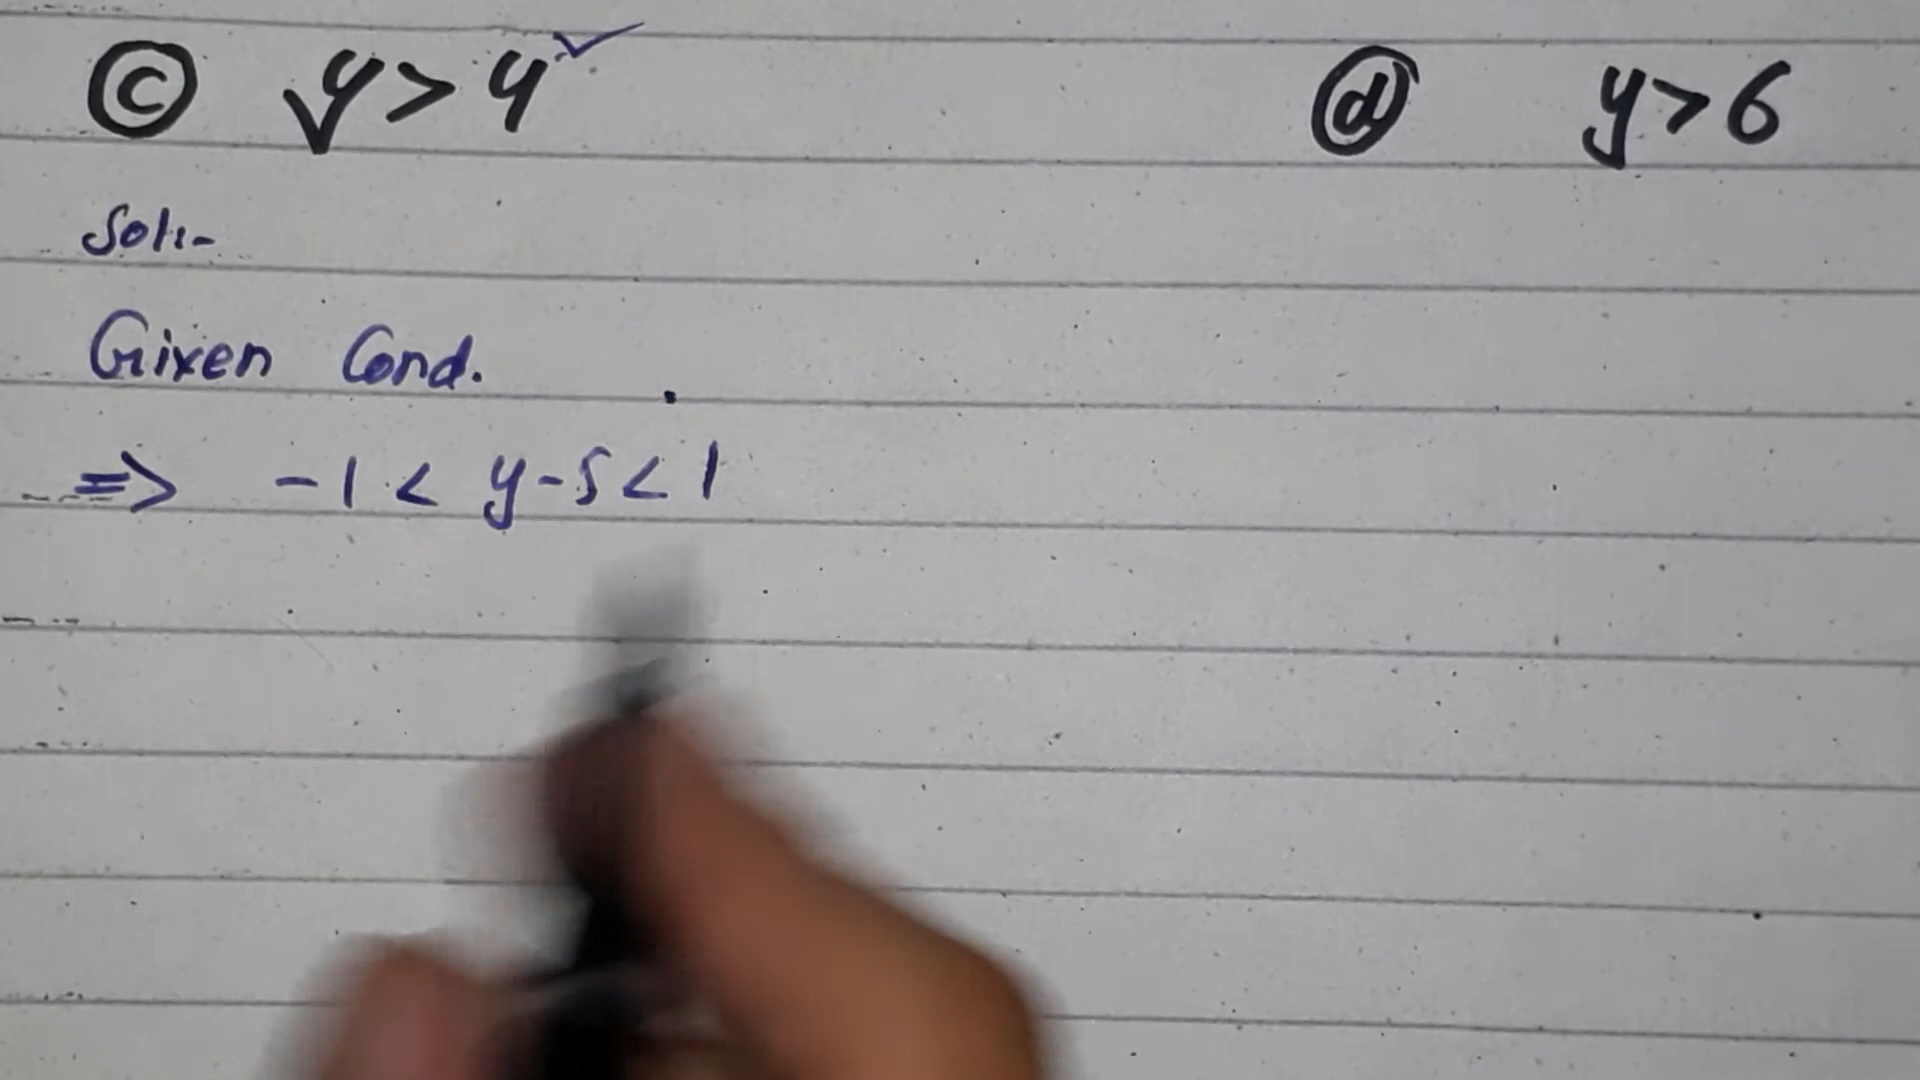 ⓒ y > 4 ✓ ⓓ y > 6
Sol:-
Given Cond.
⇒ -1 < y - 5 < 1